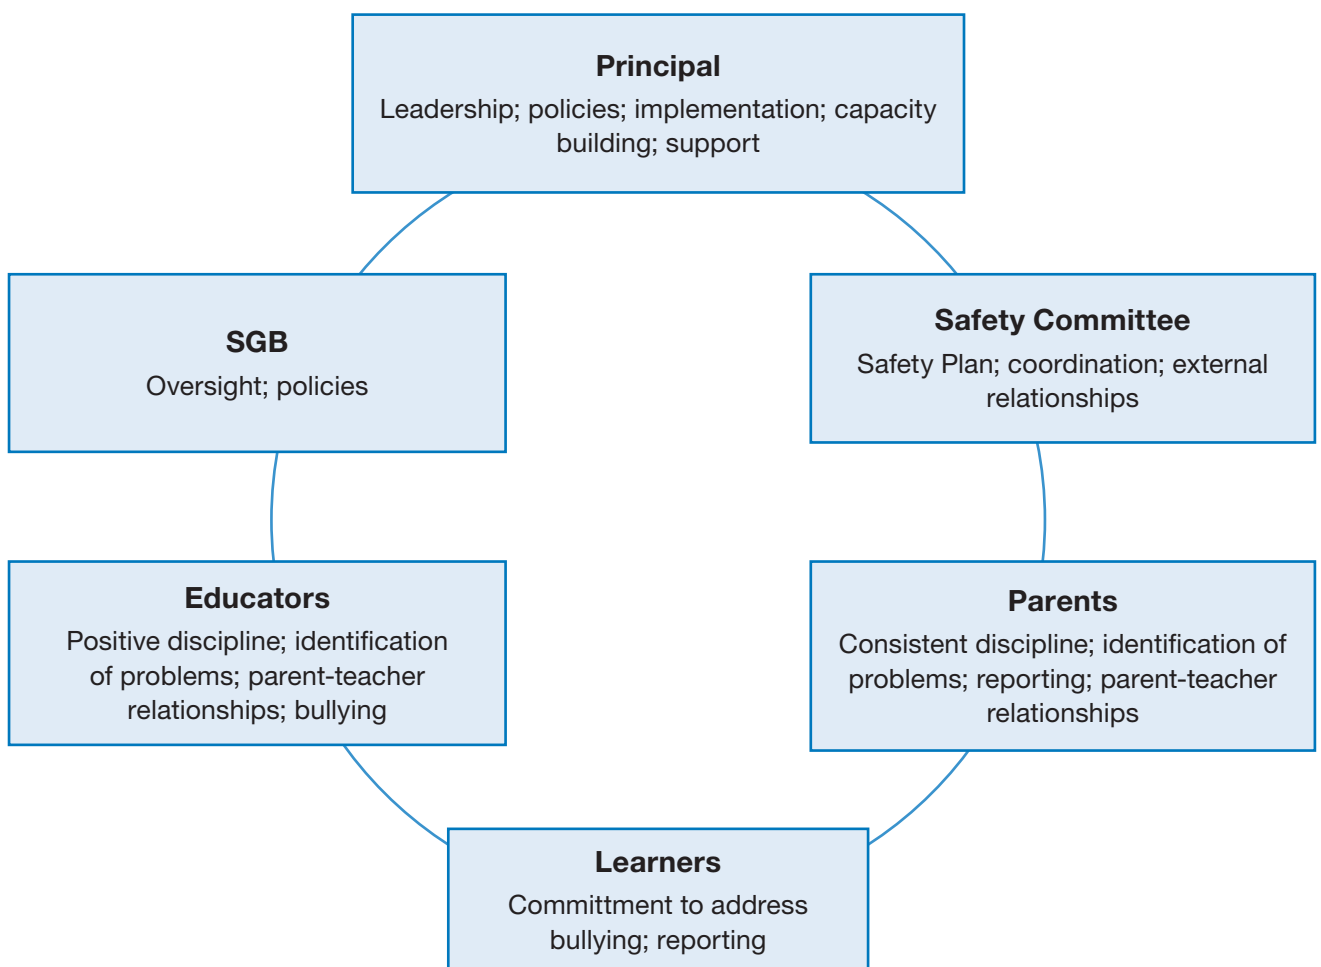 Principal
Leadership; policies; implementation; capacity
building; support
SGB
Oversight; policies
Safety Committee
Safety Plan; coordination; external
relationships
Educators
Positive discipline; identification
of problems; parent-teacher
relationships; bullying
Parents
Consistent discipline; identification of
problems; reporting; parent-teacher
relationships
Learners
Committment to address
bullying; reporting